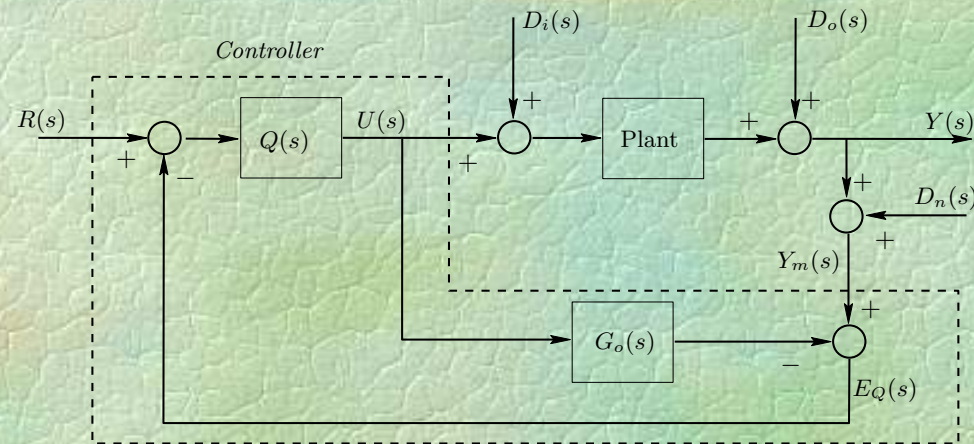 D_i(s)
D_o(s)
Controller
R(s)
+
−
Q(s)
U(s)
+
+
Plant
+
+
Y(s)
+
D_n(s)
+
Y_m(s)
+
G_o(s)
−
E_Q(s)